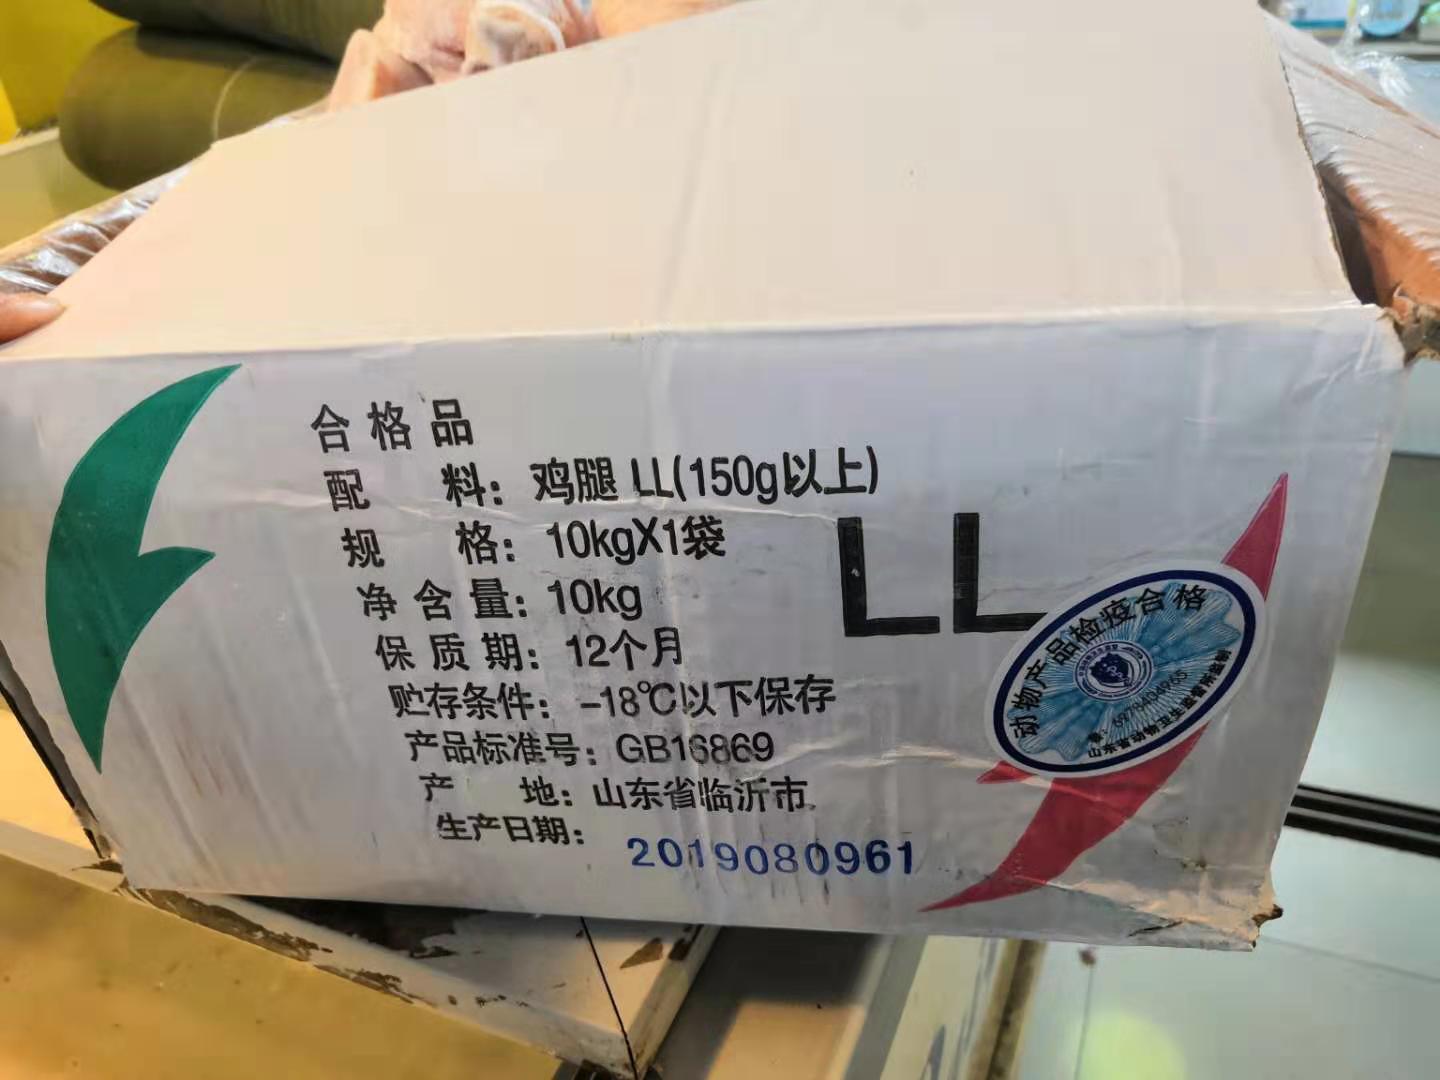 合格品
配料：鸡腿 LL(150g以上)
规格：10kgX1袋
净含量：10kg
保质期：12个月
贮存条件：-18℃以下保存
产品标准号：GB16869
产地：山东省临沂市
生产日期：2019080961
LL
动物产品检疫合格